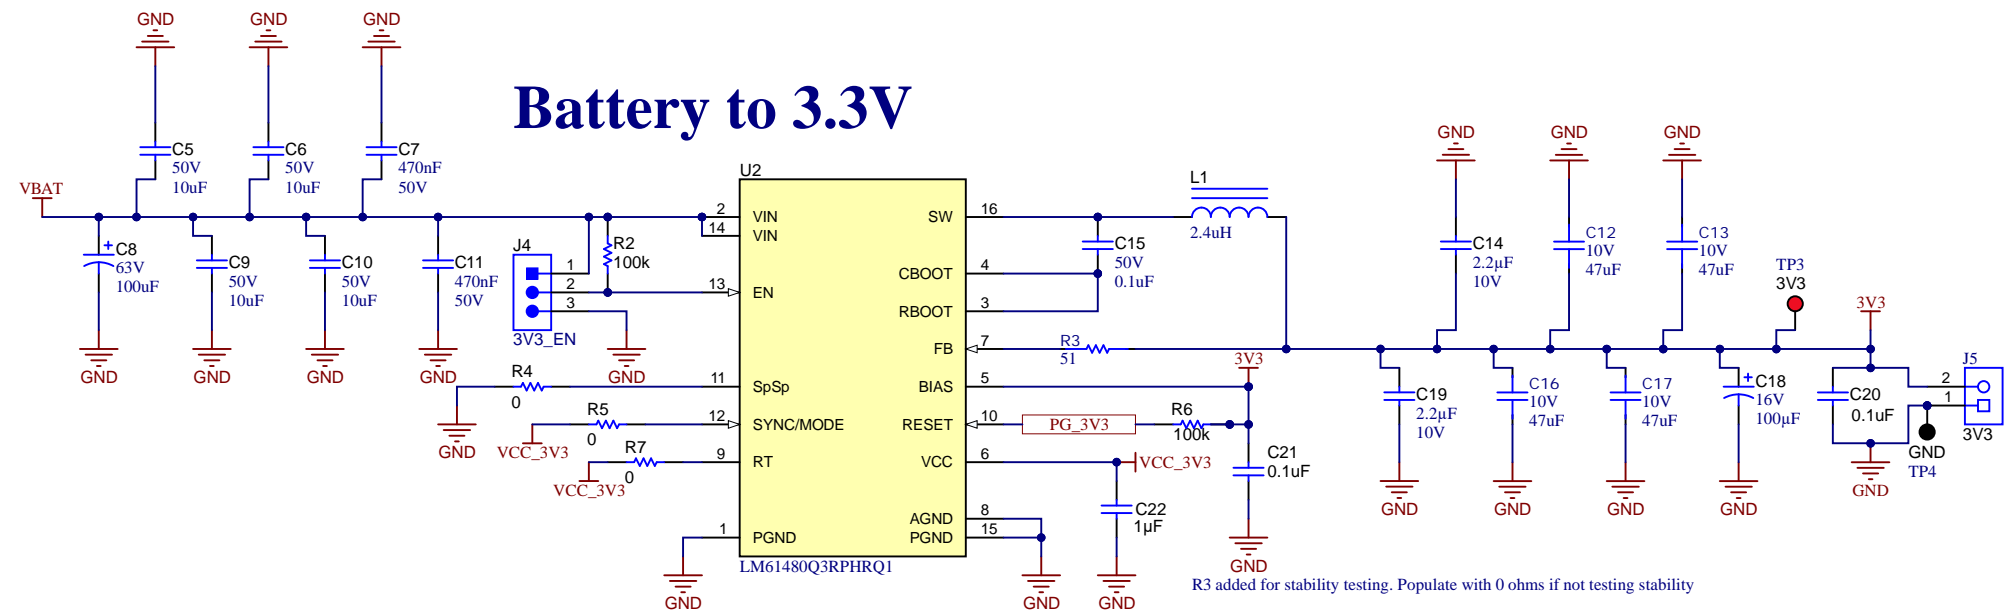 GND
GND
GND
Battery to 3.3V
C5
50V
10uF
C6
50V
10uF
C7
470nF
50V
VBAT
C8
63V
100uF
GND
C9
50V
10uF
GND
C10
50V
10uF
GND
C11
470nF
50V
GND
J4
1
2
3
3V3_EN
R2
100k
GND
R4
0
GND
R5
0
VCC_3V3
R7
0
VCC_3V3
U2
2
VIN
14
VIN
13
EN
11
SpSp
12
SYNC/MODE
9
RT
1
PGND
GND
SW
16
CBOOT
4
RBOOT
3
FB
7
BIAS
5
RESET
10
VCC
6
AGND
8
PGND
15
LM61480Q3RPHRQ1
GND
C15
50V
0.1uF
L1
2.4uH
R3
51
3V3
PG_3V3
R6
100k
VCC_3V3
C22
1µF
GND
C21
0.1uF
GND
R3 added for stability testing. Populate with 0 ohms if not testing stability
GND
GND
GND
C14
2.2µF
10V
C12
10V
47uF
C13
10V
47uF
TP3
3V3
3V3
C19
2.2µF
10V
GND
C16
10V
47uF
GND
C17
10V
47uF
GND
C18
16V
100µF
GND
C20
0.1uF
GND
J5
2
1
3V3
GND
TP4